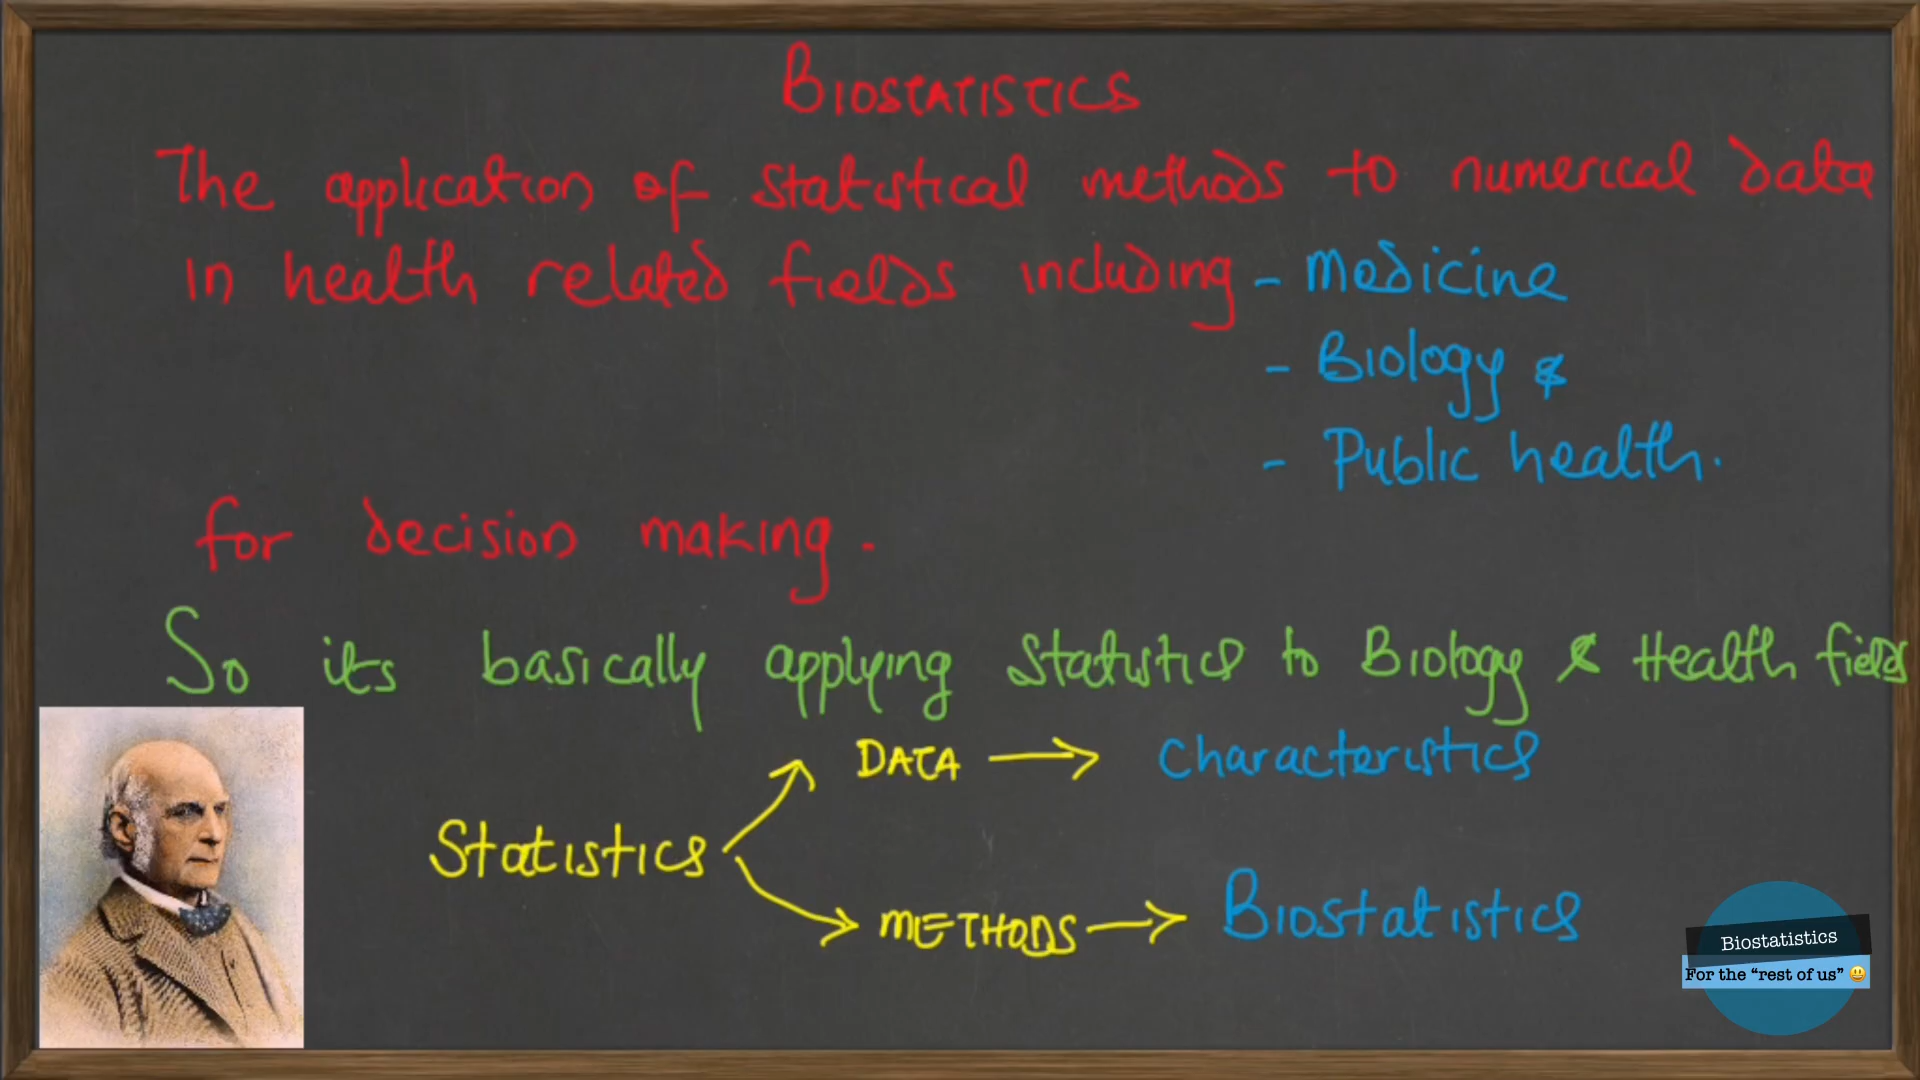 BIOSTATISTICS
The application of statistical methods to numerical data
in health related fields including - Medicine
- Biology &
- Public health.
for decision making.
So its basically applying statistics to Biology & Health fields
DATA → Characteristics
Statistics
METHODS → Biostatistics
Biostatistics
For the “rest of us” 😃